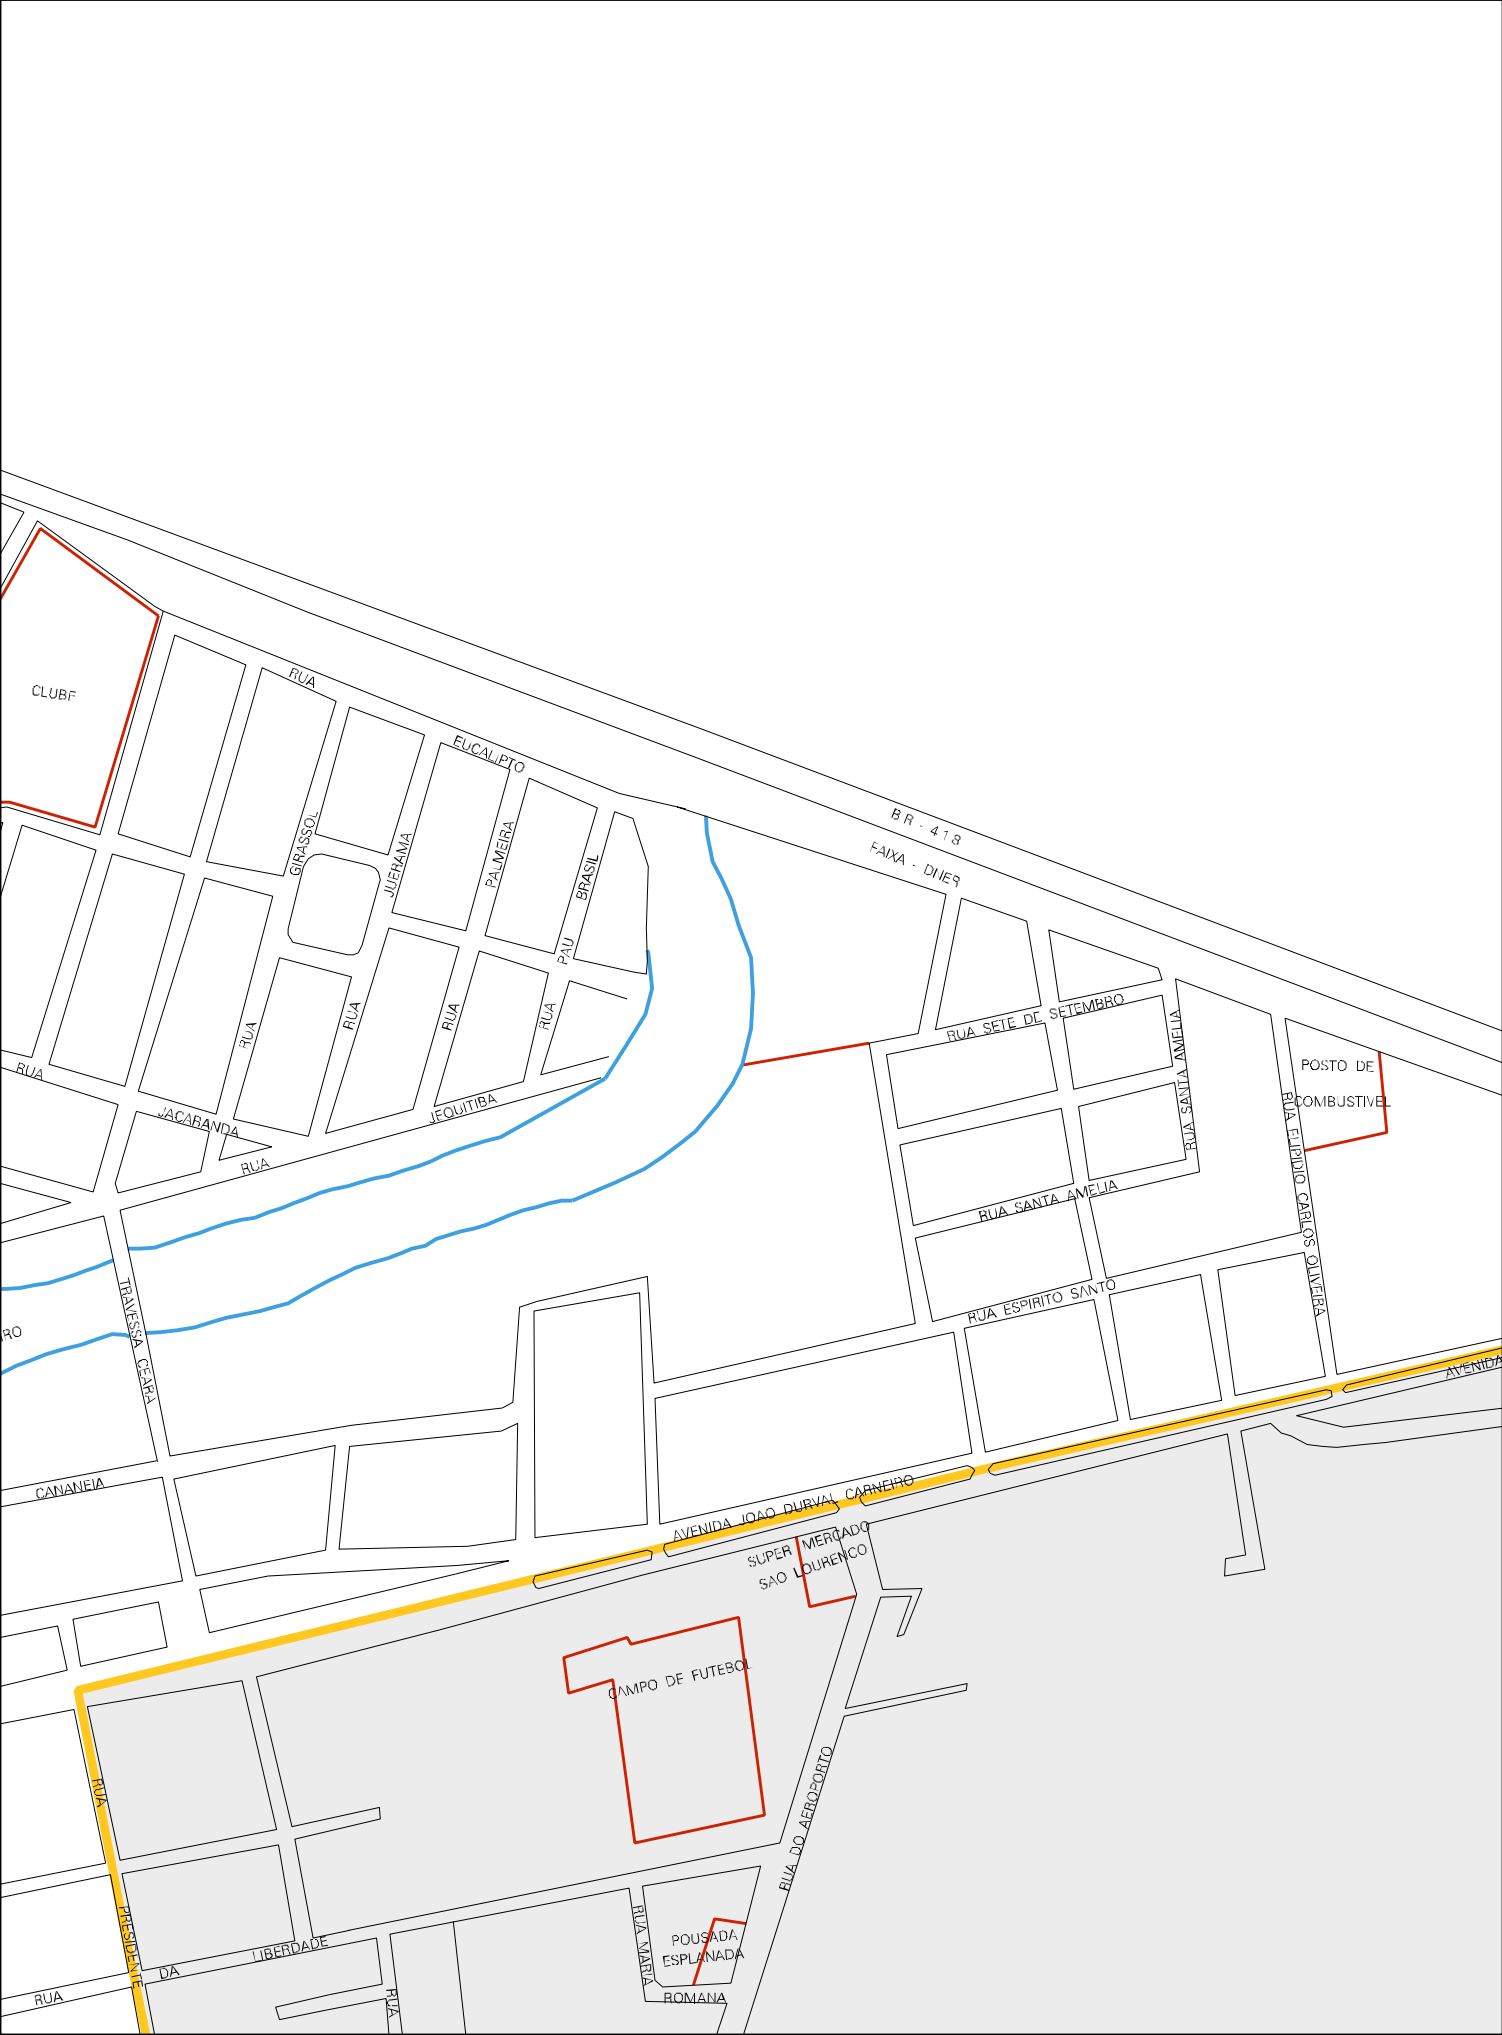 CLUBE
RUA
EUCALIPTO
BR - 418
FAIXA - DNER
GIRASSOL
JUERAMA
PALMEIRA
BRASIL
PAU
RUA
RUA
RUA
RUA
RUA SETE DE SETEMBRO
RUA SANTA AMELIA
POSTO DE
COMBUSTIVEL
RUA
JACARANDA
JEQUITIBA
RUA
RUA SANTA AMELIA
RUA ELIPIDIO CARLOS OLIVEIRA
RUA ESPIRITO SANTO
TRAVESSA CEARA
RO
AVENIDA
CANANEIA
AVENIDA JOAO DURVAL CARNEIRO
SUPER MERCADO
SAO LOURENCO
CAMPO DE FUTEBOL
RUA
PRESIDENTE
RUA DO AEROPORTO
RUA MARIA
POUSADA
ESPLANADA
ROMANA
RUA DA LIBERDADE
RUA